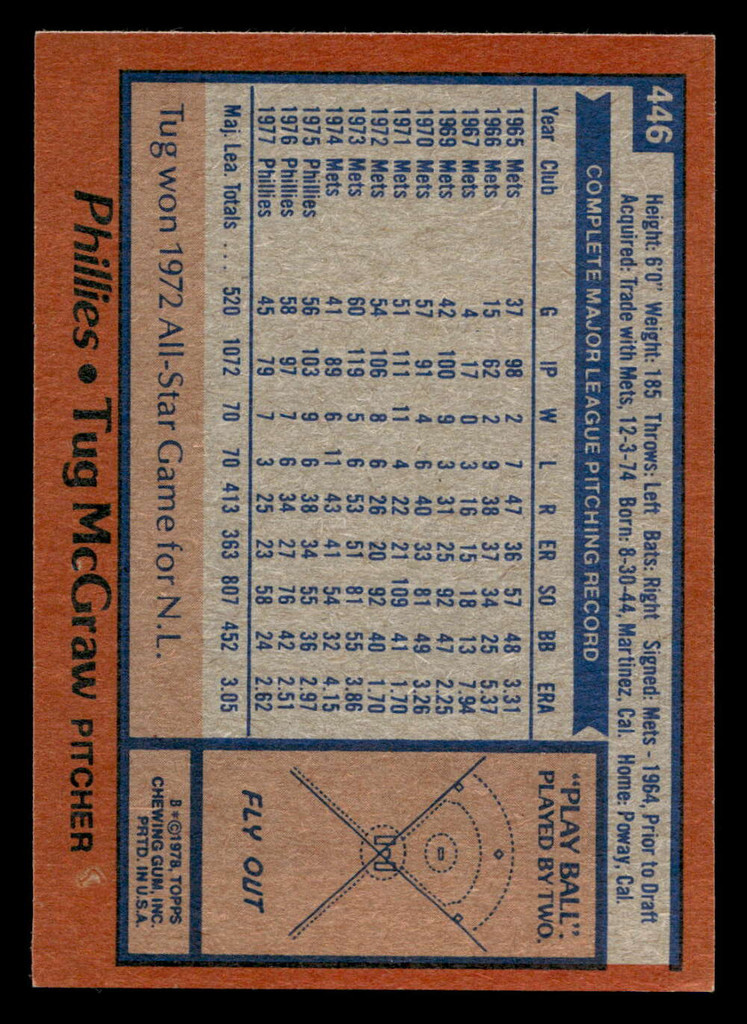 446
Height: 6'0" Weight: 185 Throws: Left Bats: Right Signed: Mets - 1964, Prior to Draft
Acquired: Trade with Mets, 12-3-74 Born: 8-30-44, Martinez, Cal. Home: Poway, Cal.
COMPLETE MAJOR LEAGUE PITCHING RECORD
Year Club G IP W L R ER SO BB ERA
1965 Mets 37 98 2 7 47 36 57 48 3.31
1966 Mets 15 62 2 9 38 37 34 25 5.37
1967 Mets 4 17 0 3 16 15 18 13 7.94
1969 Mets 42 100 9 3 31 25 92 47 2.25
1970 Mets 57 91 4 6 40 33 81 49 3.26
1971 Mets 51 111 11 4 22 21 109 41 1.70
1972 Mets 54 106 8 6 26 20 92 40 1.70
1973 Mets 60 119 5 6 53 51 81 55 3.86
1974 Mets 41 89 6 11 43 41 54 32 4.15
1975 Phillies 56 103 9 6 38 34 55 36 2.97
1976 Phillies 58 97 7 6 34 27 76 42 2.51
1977 Phillies 45 79 7 3 25 23 58 24 2.62
Maj. Lea. Totals ... 520 1072 70 70 413 363 807 452 3.05
Tug won 1972 All-Star Game for N.L.
"PLAY BALL"
PLAYED BY TWO.
FLY OUT
B*©1978, TOPPS
CHEWING GUM, INC.
PRTD. IN U.S.A.
Phillies • Tug McGraw PITCHER